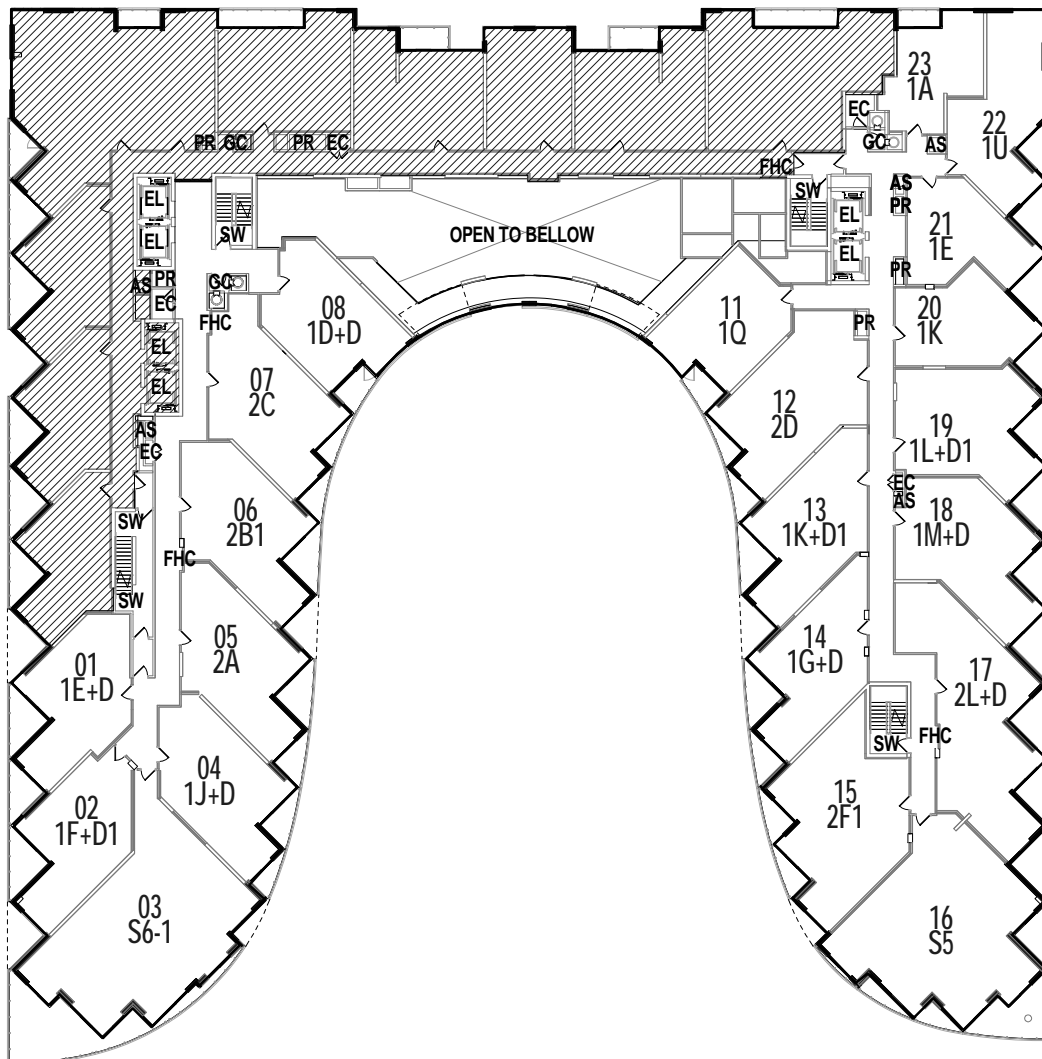 23
1A
EC
22
1U
PR
GC
PR
EC
GC
AS
FHC
EL
SW
AS
PR
EL
SW
OPEN TO BELLOW
EL
21
1E
EL
EL
AS
PR
GC
PR
EC
FHC
08
1D+D
11
1Q
PR
20
1K
EL
EL
07
2C
12
2D
AS
EC
19
1L+D1
EC
AS
06
2B1
13
1K+D1
18
1M+D
SW
FHC
SW
05
2A
14
1G+D
01
1E+D
17
2L+D
SW
FHC
04
1J+D
15
2F1
02
1F+D1
03
S6-1
16
S5